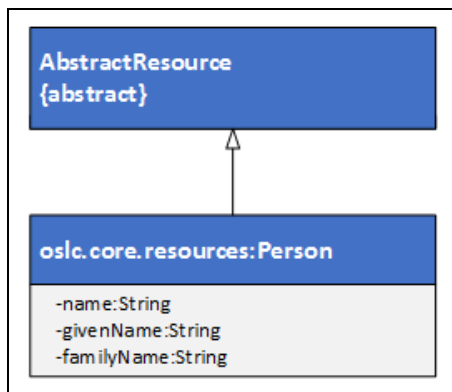 AbstractResource
{abstract}
oslc.core.resources:Person
-name:String
-givenName:String
-familyName:String